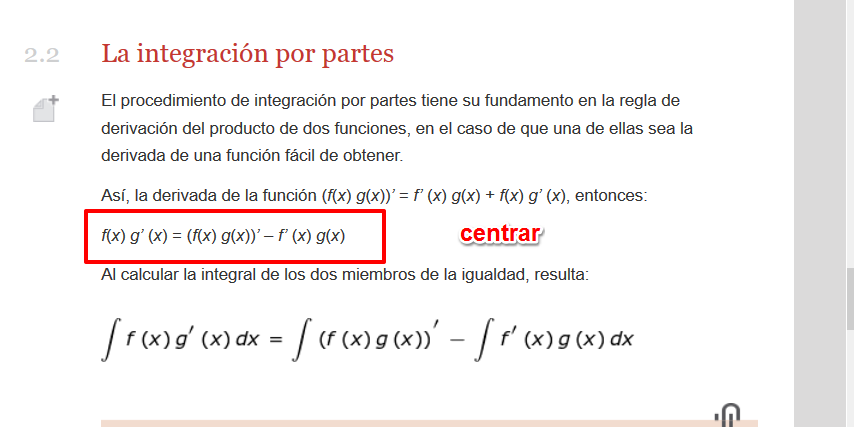 2.2 La integración por partes
El procedimiento de integración por partes tiene su fundamento en la regla de
derivación del producto de dos funciones, en el caso de que una de ellas sea la
derivada de una función fácil de obtener.
Así, la derivada de la función (f(x) g(x))’ = f’ (x) g(x) + f(x) g’ (x), entonces:
f(x) g’ (x) = (f(x) g(x))’ – f’ (x) g(x) centrar
Al calcular la integral de los dos miembros de la igualdad, resulta:
∫ f (x) g′ (x) dx = ∫ (f (x) g (x))′ − ∫ f′ (x) g (x) dx